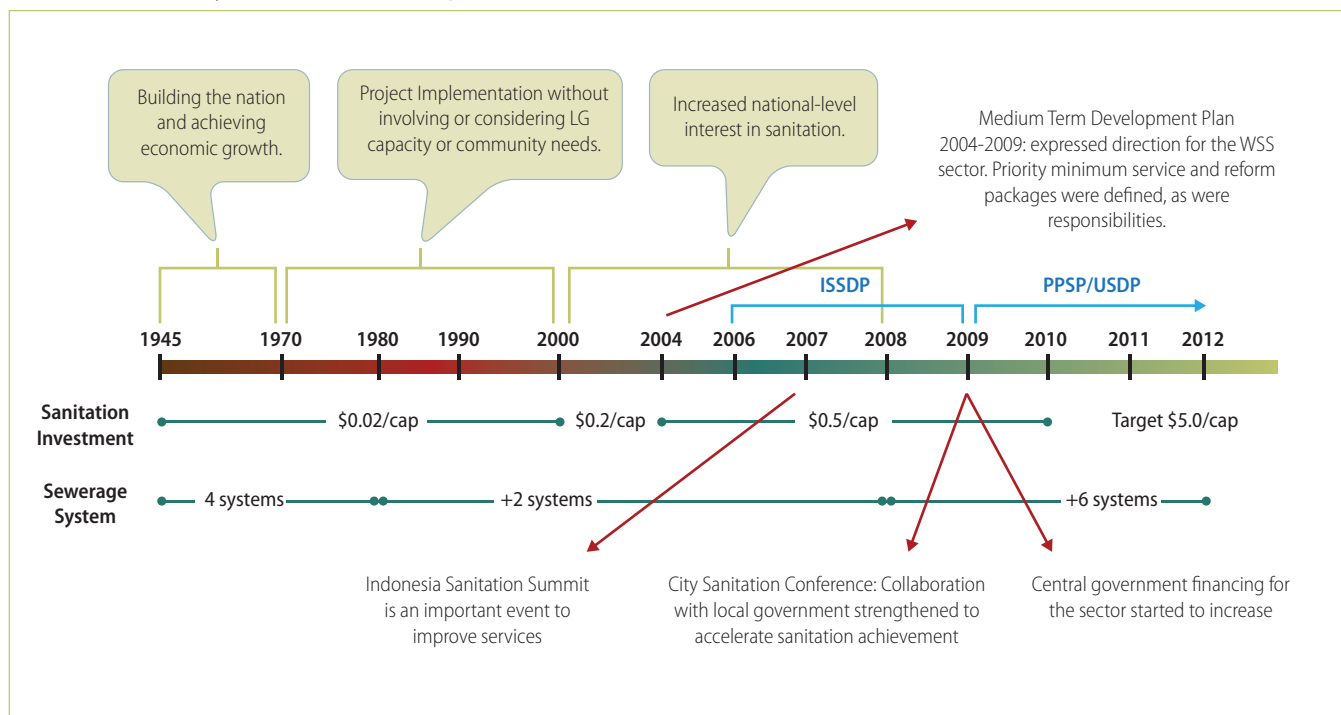 Building the nation
and achieving
economic growth.
Project Implementation without
involving or considering LG
capacity or community needs.
Increased national-level
interest in sanitation.
Medium Term Development Plan
2004-2009: expressed direction for the WSS
sector. Priority minimum service and reform
packages were defined, as were
responsibilities.
ISSDP
PPSP/USDP
1945 1970 1980 1990 2000 2004 2006 2007 2008 2009 2010 2011 2012
Sanitation
Investment
$0.02/cap $0.2/cap $0.5/cap Target $5.0/cap
Sewerage
System
4 systems +2 systems +6 systems
Indonesia Sanitation Summit
is an important event to
improve services
City Sanitation Conference: Collaboration
with local government strengthened to
accelerate sanitation achievement
Central government financing for
the sector started to increase